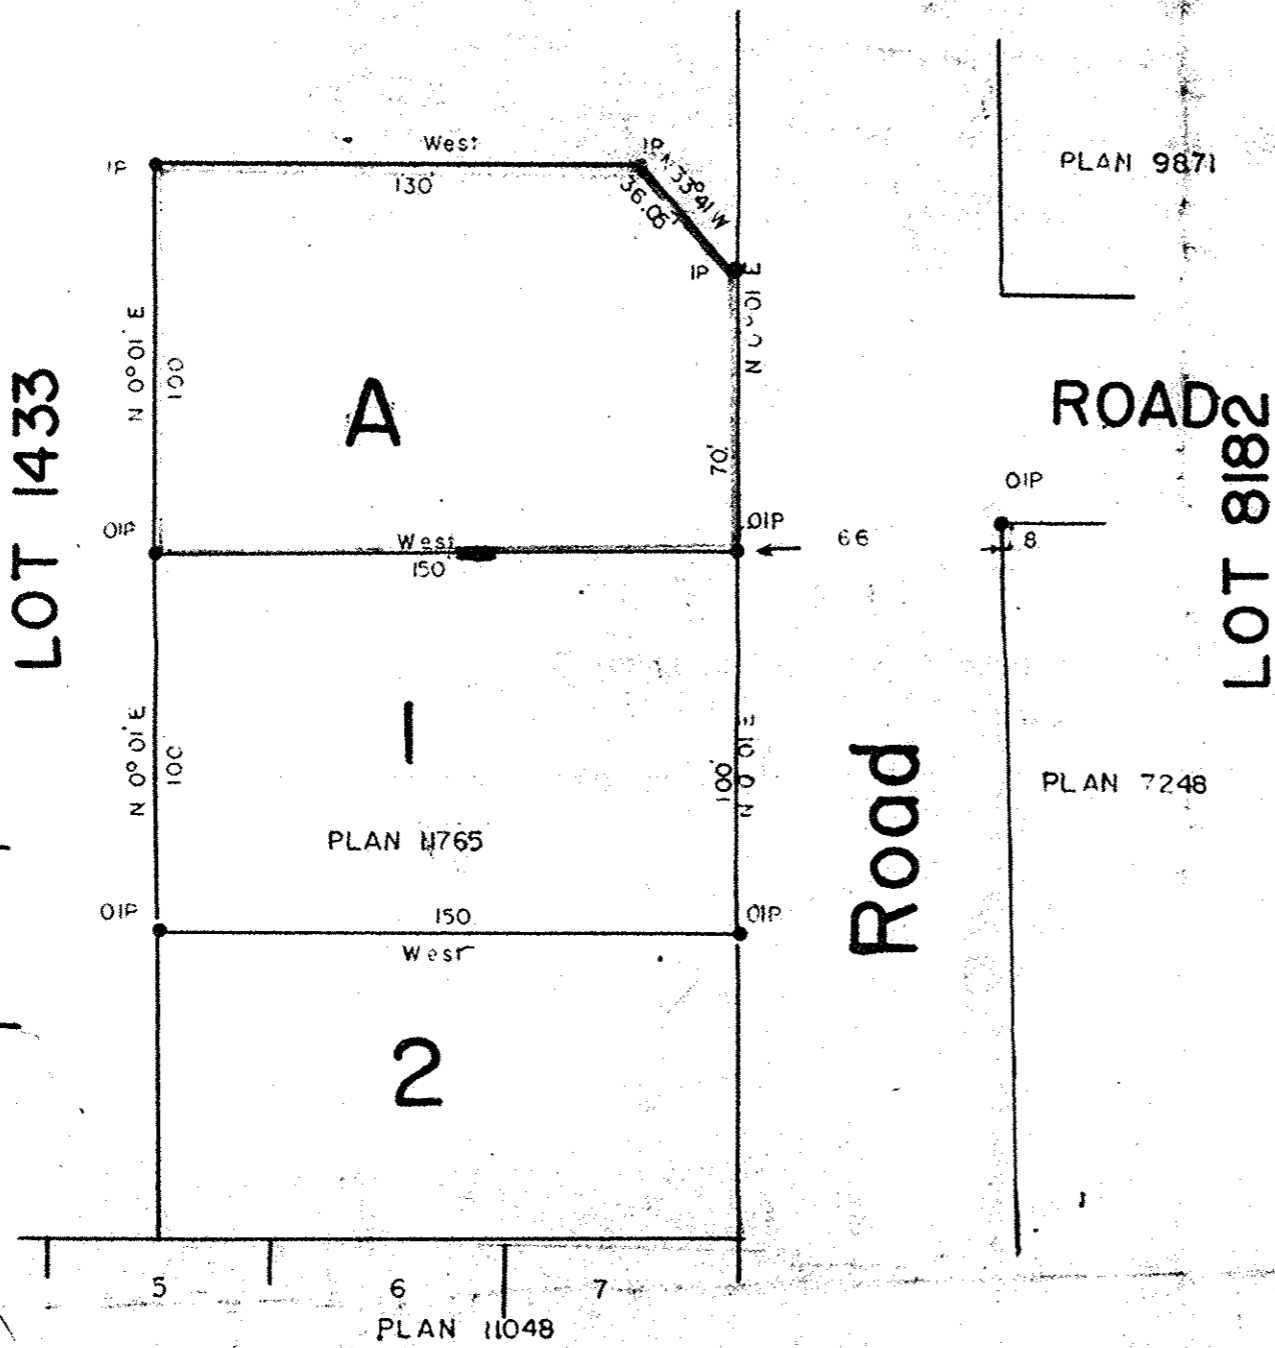 West
130'
IP
IP
N 33°41'W
36.06'
IP
PLAN 9871
N 0°01' E
100
N 0°01' E
70'
A
LOT 1433
ROAD
LOT 8182
OIP
West
150
OIP
66
OIP
8
N 0°01' E
100
1
100'
N 0°01' E
PLAN 11765
Road
PLAN 7248
OIP
150
West
OIP
2
5
6
7
PLAN 11048